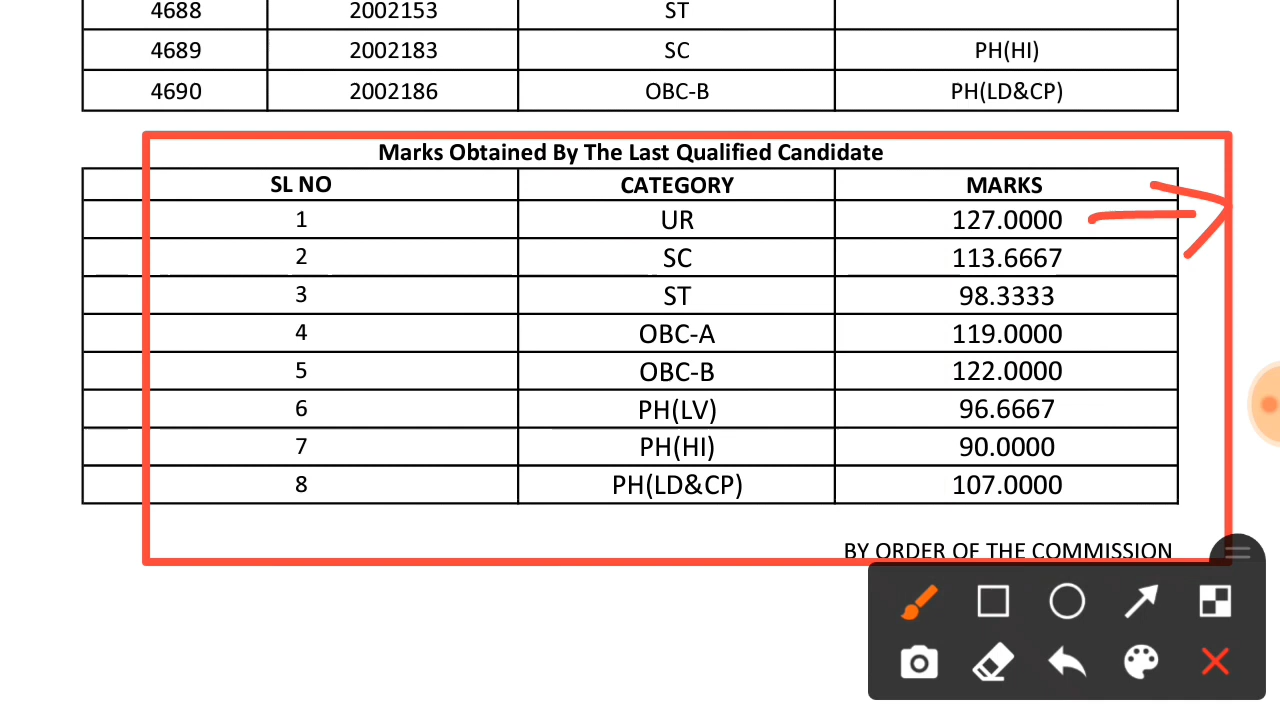 4688 2002153 ST
4689 2002183 SC PH(HI)
4690 2002186 OBC-B PH(LD&CP)
Marks Obtained By The Last Qualified Candidate
SL NO CATEGORY MARKS
1 UR 127.0000
2 SC 113.6667
3 ST 98.3333
4 OBC-A 119.0000
5 OBC-B 122.0000
6 PH(LV) 96.6667
7 PH(HI) 90.0000
8 PH(LD&CP) 107.0000
BY ORDER OF THE COMMISSION